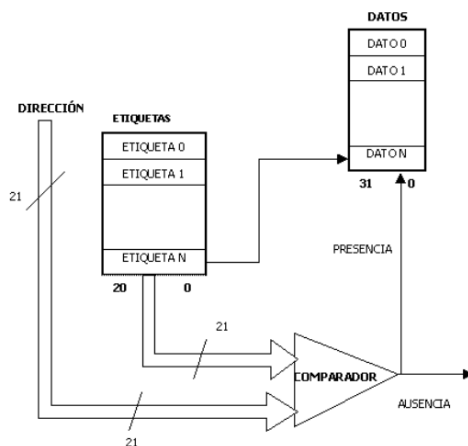 DATOS
DATO 0
DATO 1
DATO N
31 0
DIRECCIÓN
21
ETIQUETAS
ETIQUETA 0
ETIQUETA 1
ETIQUETA N
20 0
PRESENCIA
21
COMPARADOR
AUSENCIA
21